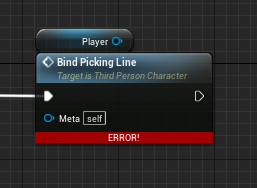 Player
Bind Picking Line
Target is Third Person Character
Meta self
ERROR!